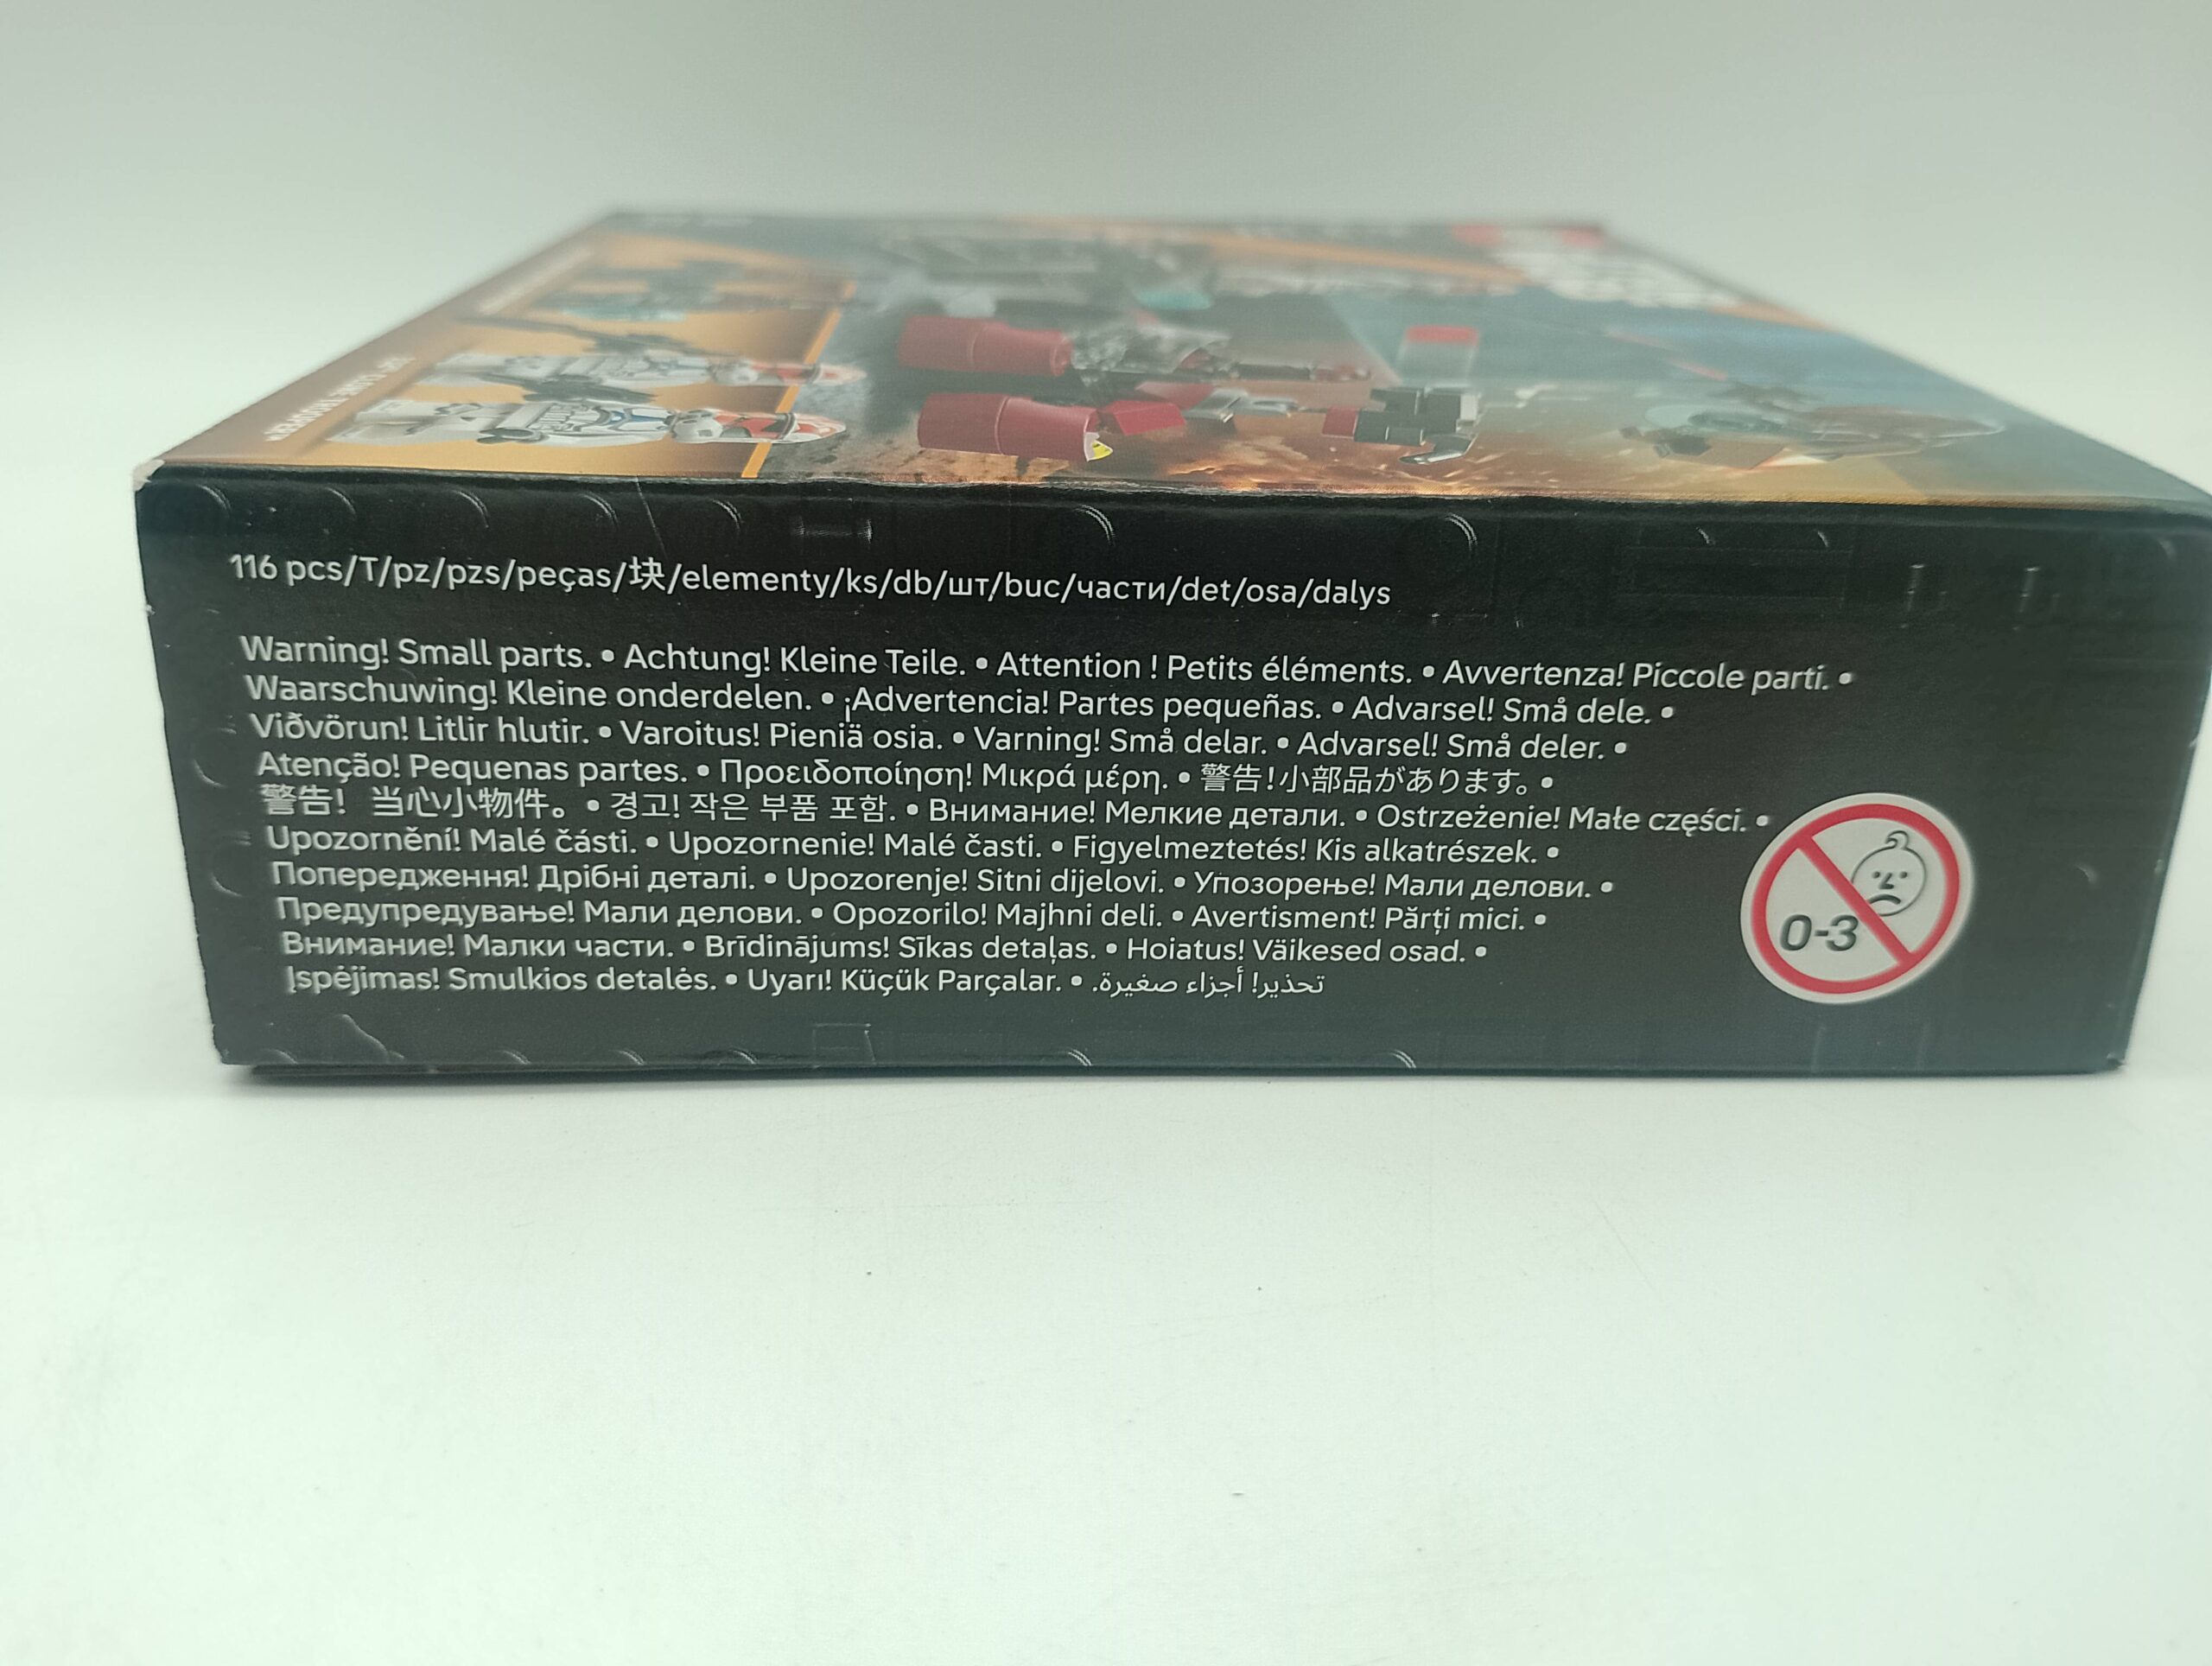 116 pcs/T/pz/pzs/peças/块/elementy/ks/db/шт/buc/части/det/osa/dalys
Warning! Small parts. • Achtung! Kleine Teile. • Attention ! Petits éléments. • Avvertenza! Piccole parti. •
Waarschuwing! Kleine onderdelen. • ¡Advertencia! Partes pequeñas. • Advarsel! Små dele. •
Viðvörun! Litlir hlutir. • Varoitus! Pieniä osia. • Varning! Små delar. • Advarsel! Små deler. •
Atenção! Pequenas partes. • Προειδοποίηση! Μικρά μέρη. • 警告!小部品があります。 •
警告! 当心小物件。 • 경고! 작은 부품 포함. • Внимание! Мелкие детали. • Ostrzeżenie! Małe części. •
Upozornění! Malé části. • Upozornenie! Malé časti. • Figyelmeztetés! Kis alkatrészek. •
Попередження! Дрібні деталі. • Upozorenje! Sitni dijelovi. • Упозорење! Мали делови. •
Предупредување! Мали делови. • Opozorilo! Majhni deli. • Avertisment! Părți mici. •
Внимание! Малки части. • Brīdinājums! Sīkas detaļas. • Hoiatus! Väikesed osad. •
Įspėjimas! Smulkios detalės. • Uyarı! Küçük Parçalar. • تحذير! أجزاء صغيرة.
0-3